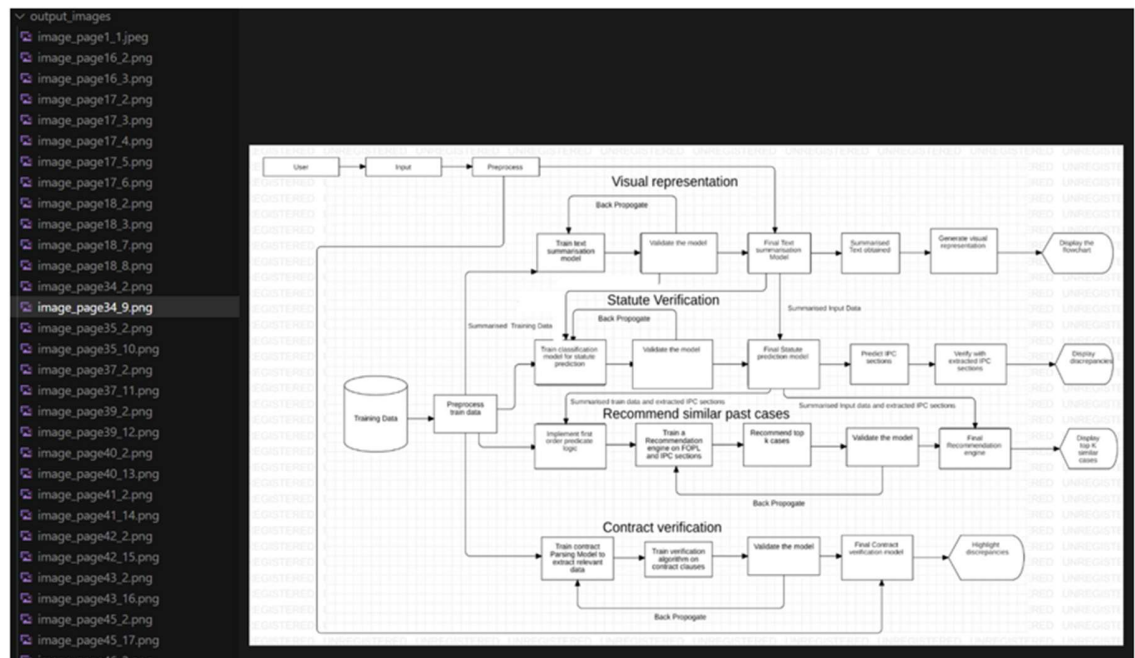 output_images
image_page1_1.jpeg
image_page16_2.png
image_page16_3.png
image_page17_2.png
image_page17_3.png
image_page17_4.png
image_page17_5.png
image_page17_6.png
image_page18_2.png
image_page18_3.png
image_page18_7.png
image_page18_8.png
image_page34_2.png
image_page34_9.png
image_page35_2.png
image_page35_10.png
image_page37_2.png
image_page37_11.png
image_page39_2.png
image_page39_12.png
image_page40_2.png
image_page40_13.png
image_page41_2.png
image_page41_14.png
image_page42_2.png
image_page42_15.png
image_page43_2.png
image_page43_16.png
image_page45_2.png
image_page45_17.png
User
Input
Preprocess
Visual representation
Back Propogate
Train text
summarisation
model
Validate the model
Final Text
summarisation
Model
Summarised
Text obtained
Generate visual
representation
Display the
flowchart
Statute Verification
Back Propogate
Summarised Input Data
Summarised Training Data
Train classification
model for statute
prediction
Validate the model
Final Statute
prediction model
Predict IPC
sections
Verify with
extracted IPC
sections
Display
discrepancies
Training Data
Preprocess
train data
Summarised train data and extracted IPC sections
Summarised Input data and extracted IPC sections
Recommend similar past cases
Implement first
order predicate
logic
Train a
Recommendation
engine on FOPL
and IPC sections
Recommend top
k cases
Validate the model
Final
Recommendation
engine
Display
top K
similar
cases
Back Propogate
Contract verification
Train contract
Parsing Model to
extract relevant
data
Train verification
algorithm on
contract clauses
Validate the model
Final Contract
verification model
Highlight
discrepancies
Back Propogate